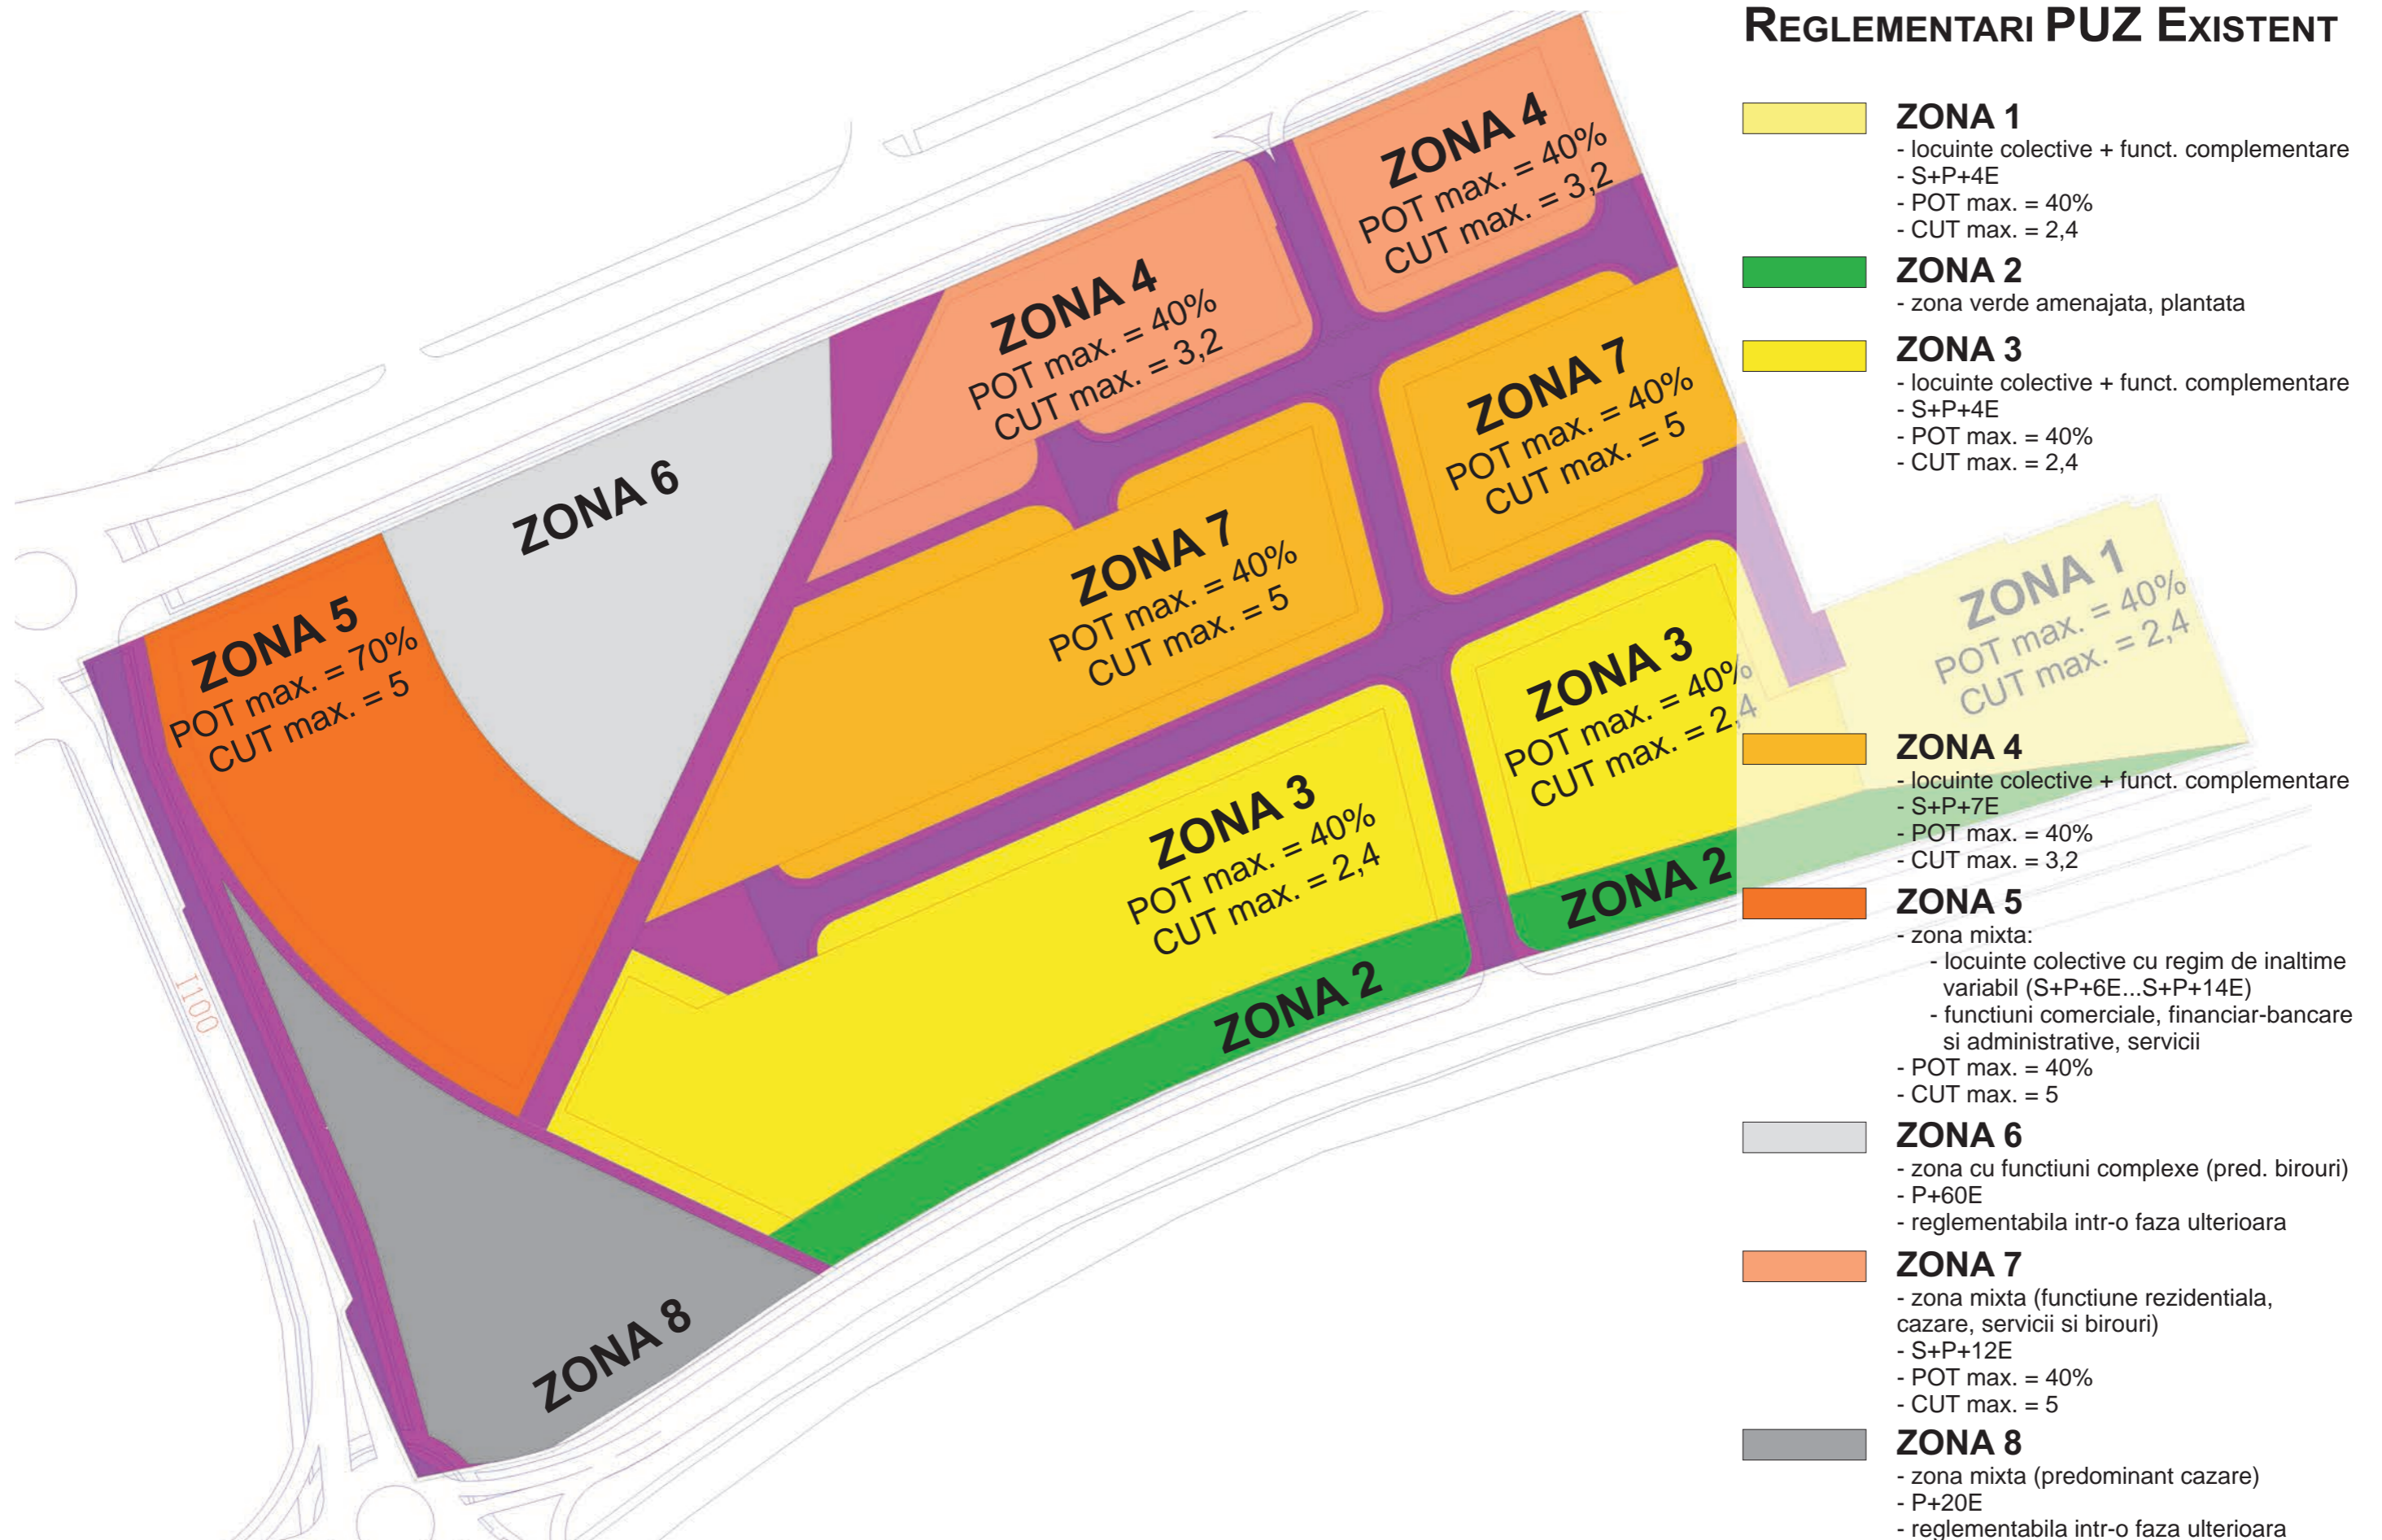 REGLEMENTARI PUZ EXISTENT
ZONA 1
- locuinte colective + funct. complementare
- S+P+4E
- POT max. = 40%
- CUT max. = 2,4
ZONA 2
- zona verde amenajata, plantata
ZONA 3
- locuinte colective + funct. complementare
- S+P+4E
- POT max. = 40%
- CUT max. = 2,4
ZONA 4
- locuinte colective + funct. complementare
- S+P+7E
- POT max. = 40%
- CUT max. = 3,2
ZONA 5
- zona mixta:
- locuinte colective cu regim de inaltime
variabil (S+P+6E...S+P+14E)
- functiuni comerciale, financiar-bancare
si administrative, servicii
- POT max. = 40%
- CUT max. = 5
ZONA 6
- zona cu functiuni complexe (pred. birouri)
- P+60E
- reglementabila intr-o faza ulterioara
ZONA 7
- zona mixta (functiune rezidentiala,
cazare, servicii si birouri)
- S+P+12E
- POT max. = 40%
- CUT max. = 5
ZONA 8
- zona mixta (predominant cazare)
- P+20E
- reglementabila intr-o faza ulterioara
ZONA 4
POT max. = 40%
CUT max. = 3,2
ZONA 4
POT max. = 40%
CUT max. = 3,2
ZONA 7
POT max. = 40%
CUT max. = 5
ZONA 6
ZONA 7
POT max. = 40%
CUT max. = 5
ZONA 1
POT max. = 40%
CUT max. = 2,4
ZONA 5
POT max. = 70%
CUT max. = 5
ZONA 3
POT max. = 40%
CUT max. = 2,4
ZONA 3
POT max. = 40%
CUT max. = 2,4
ZONA 2
ZONA 2
ZONA 8